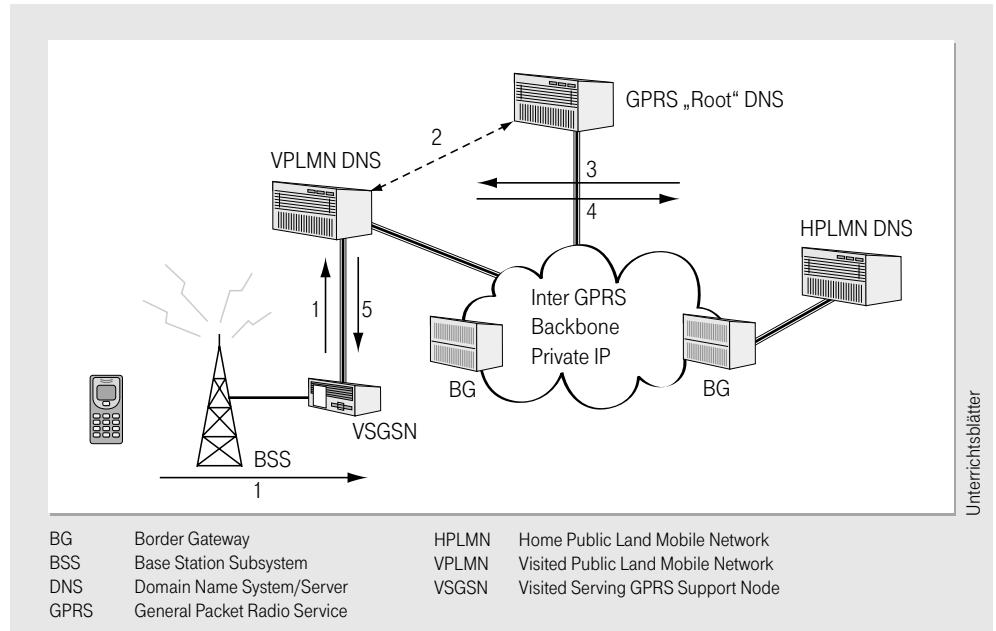 GPRS „Root“ DNS
2
VPLMN DNS
3
4
HPLMN DNS
1
5
Inter GPRS
Backbone
Private IP
BG
BG
VSGSN
BSS
1
Unterrichtsblätter
BG Border Gateway
BSS Base Station Subsystem
DNS Domain Name System/Server
GPRS General Packet Radio Service
HPLMN Home Public Land Mobile Network
VPLMN Visited Public Land Mobile Network
VSGSN Visited Serving GPRS Support Node